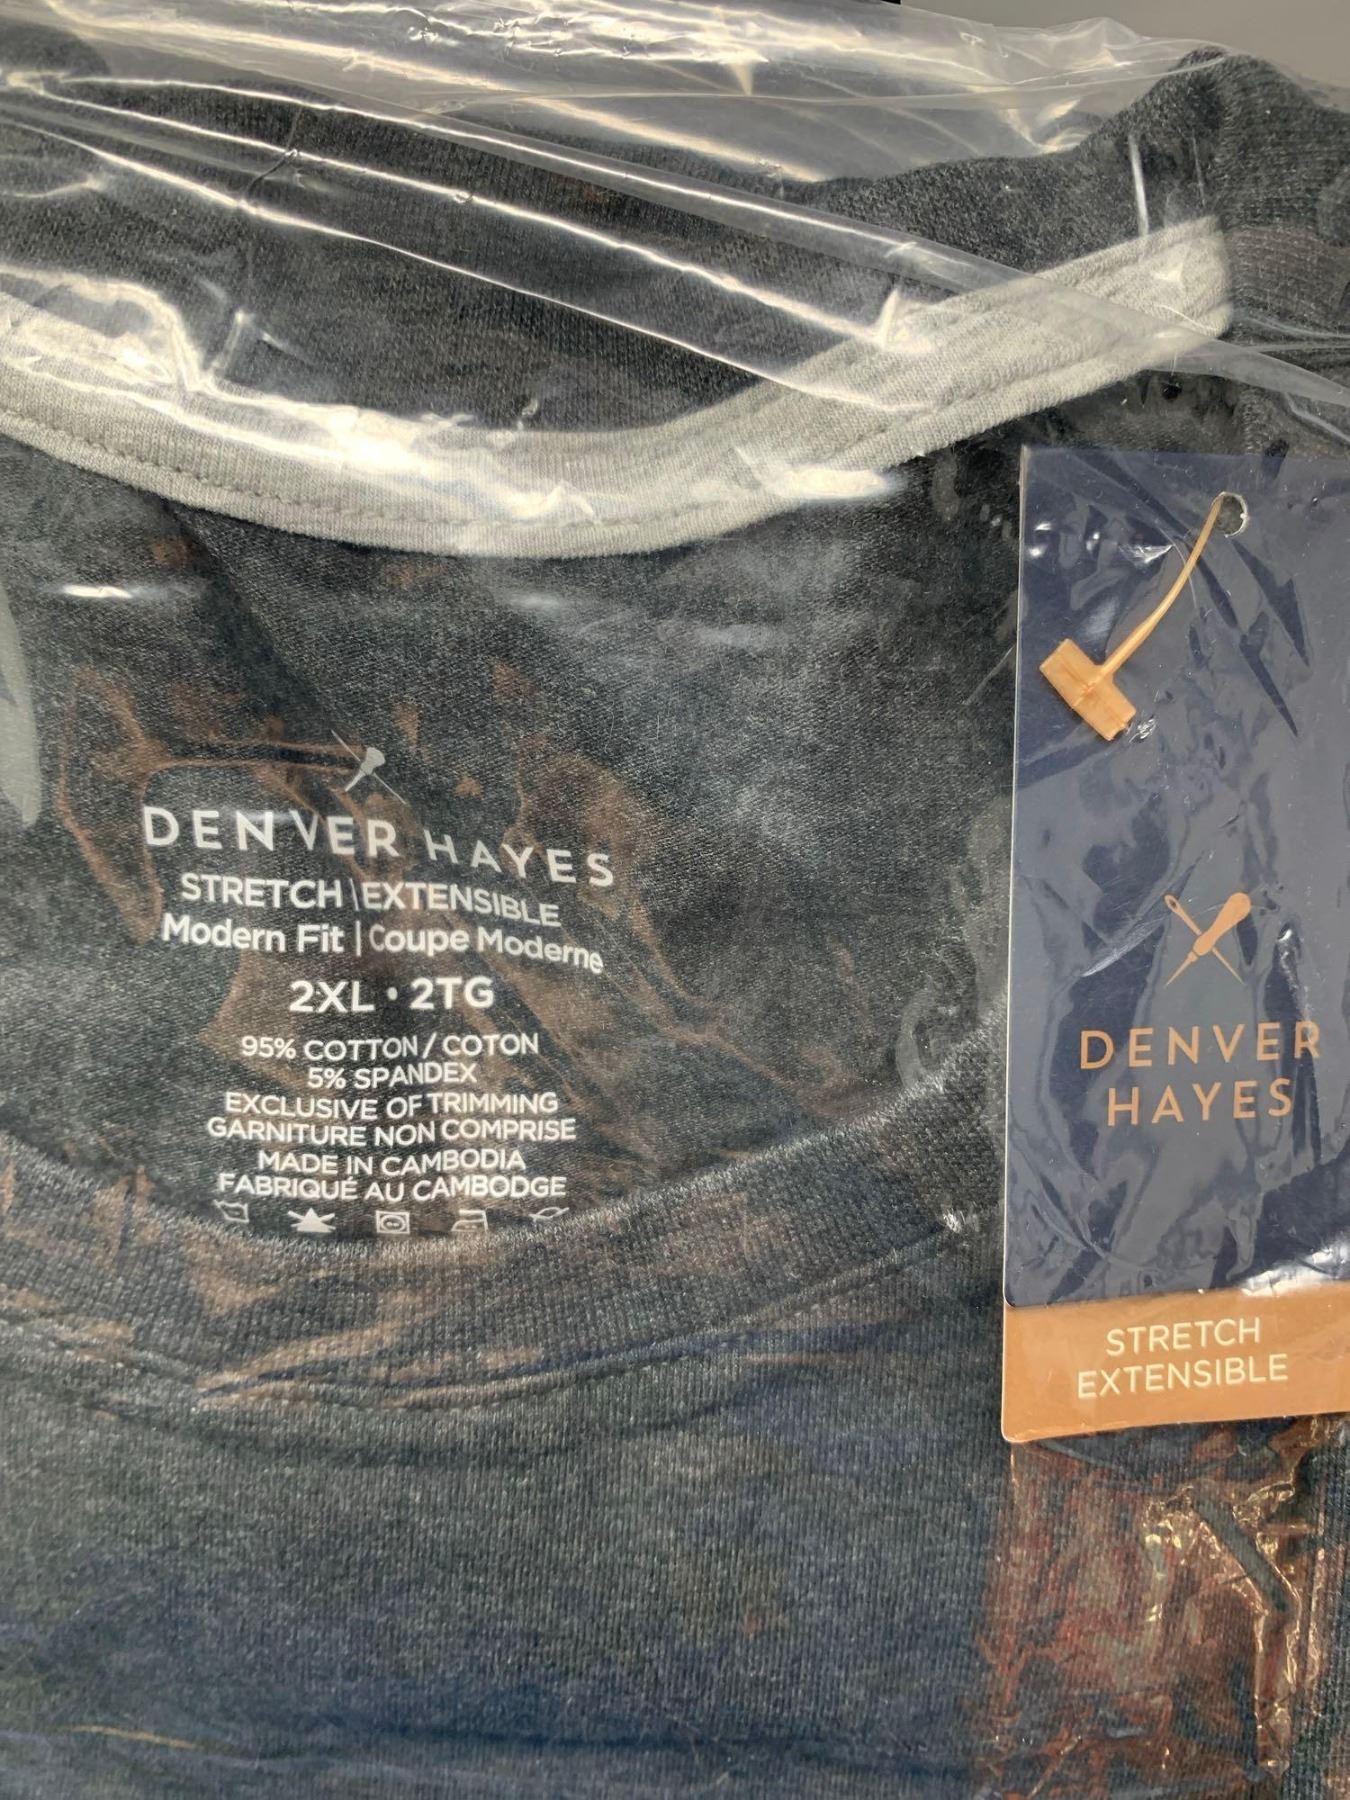 DENVER HAYES
STRETCH | EXTENSIBLE
Modern Fit | Coupe Moderne
2XL • 2TG
95% COTTON / COTON
5% SPANDEX
EXCLUSIVE OF TRIMMING
GARNITURE NON COMPRISE
MADE IN CAMBODIA
FABRIQUÉ AU CAMBODGE
DENVER
HAYES
STRETCH
EXTENSIBLE